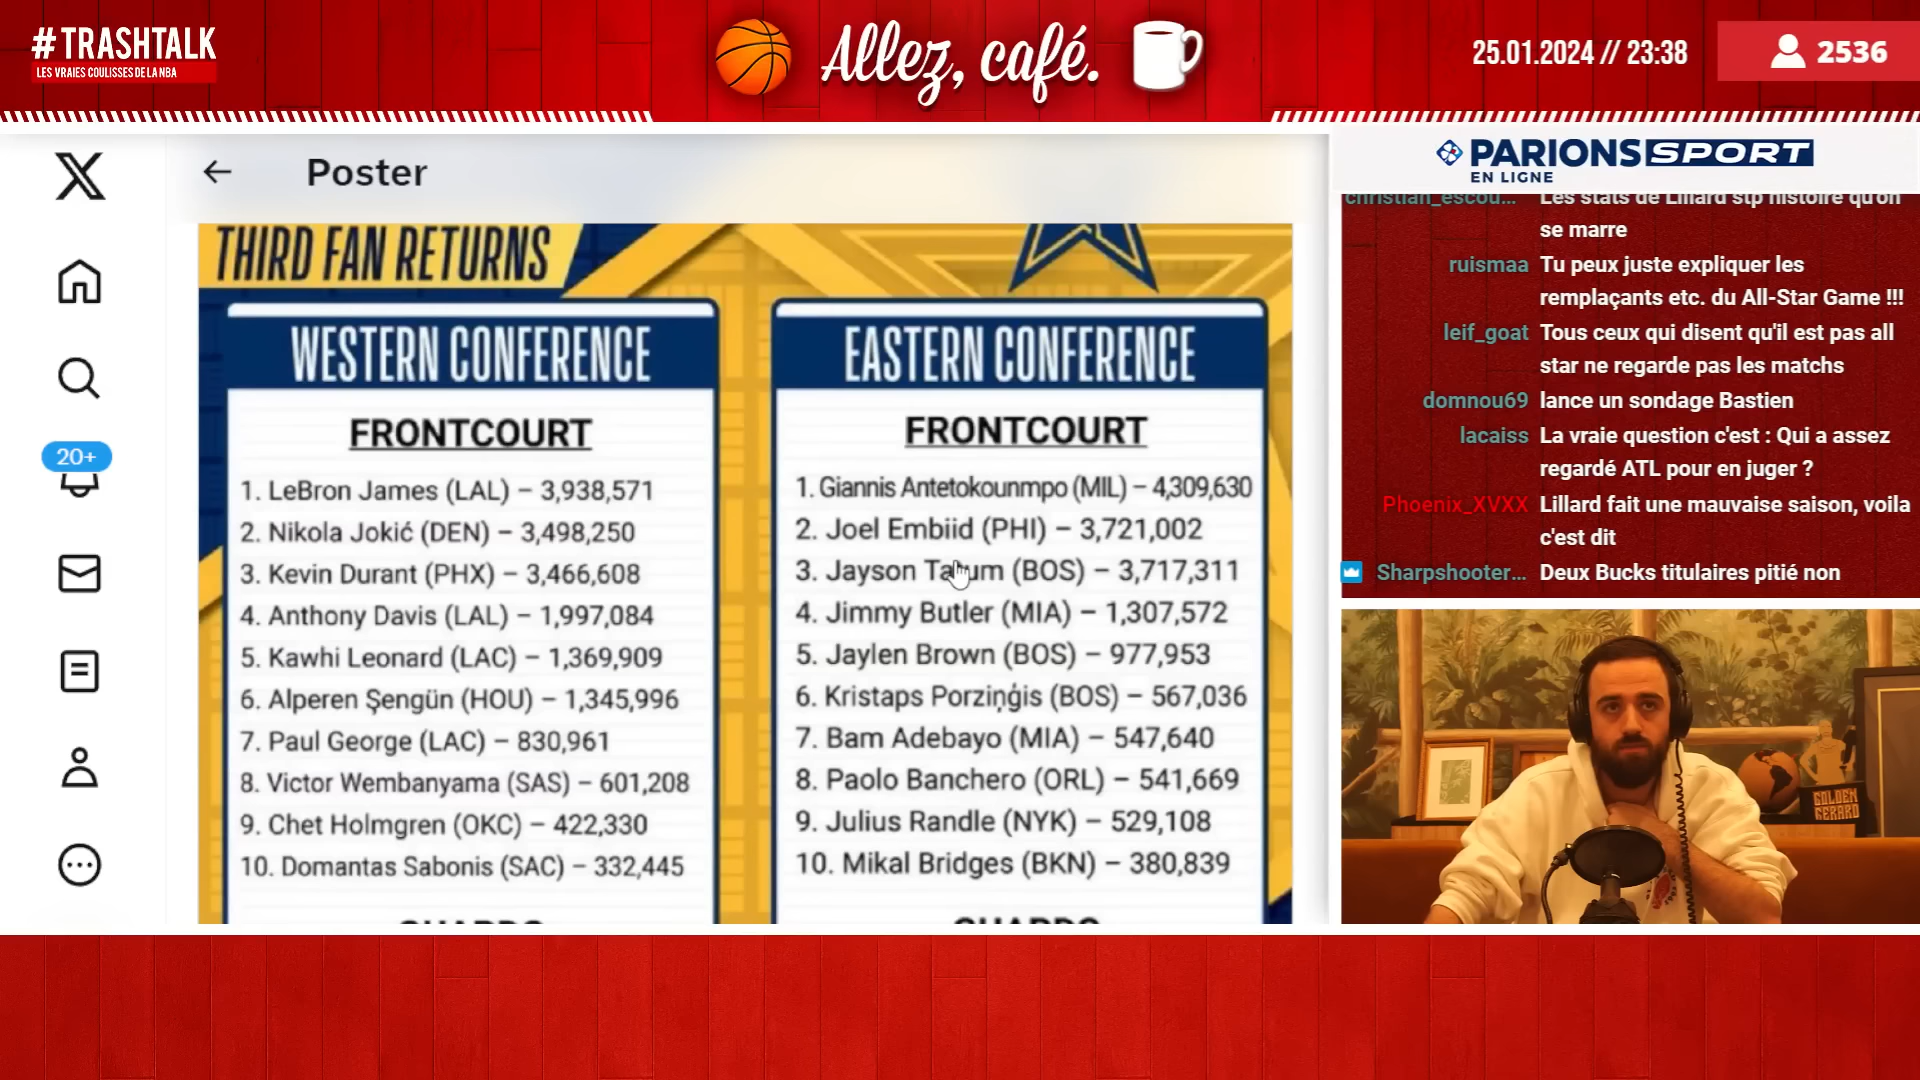 #TRASHTALK
LES VRAIES COULISSES DE LA NBA
Allez, café.
25.01.2024 // 23:38
2536
Poster
20+
THIRD FAN RETURNS
WESTERN CONFERENCE
FRONTCOURT
1. LeBron James (LAL) – 3,938,571
2. Nikola Jokić (DEN) – 3,498,250
3. Kevin Durant (PHX) – 3,466,608
4. Anthony Davis (LAL) – 1,997,084
5. Kawhi Leonard (LAC) – 1,369,909
6. Alperen Şengün (HOU) – 1,345,996
7. Paul George (LAC) – 830,961
8. Victor Wembanyama (SAS) – 601,208
9. Chet Holmgren (OKC) – 422,330
10. Domantas Sabonis (SAC) – 332,445
EASTERN CONFERENCE
FRONTCOURT
1. Giannis Antetokounmpo (MIL) – 4,309,630
2. Joel Embiid (PHI) – 3,721,002
3. Jayson Tatum (BOS) – 3,717,311
4. Jimmy Butler (MIA) – 1,307,572
5. Jaylen Brown (BOS) – 977,953
6. Kristaps Porziņģis (BOS) – 567,036
7. Bam Adebayo (MIA) – 547,640
8. Paolo Banchero (ORL) – 541,669
9. Julius Randle (NYK) – 529,108
10. Mikal Bridges (BKN) – 380,839
PARIONS SPORT
EN LIGNE
christian_escou... Les stats de Lillard stp histoire qu'on
se marre
ruismaa Tu peux juste expliquer les
remplaçants etc. du All-Star Game !!!
leif_goat Tous ceux qui disent qu'il est pas all
star ne regarde pas les matchs
domnou69 lance un sondage Bastien
lacaiss La vraie question c'est : Qui a assez
regardé ATL pour en juger ?
Phoenix_XVXX Lillard fait une mauvaise saison, voila
c'est dit
Sharpshooter... Deux Bucks titulaires pitié non
GOLDEN
GERARD